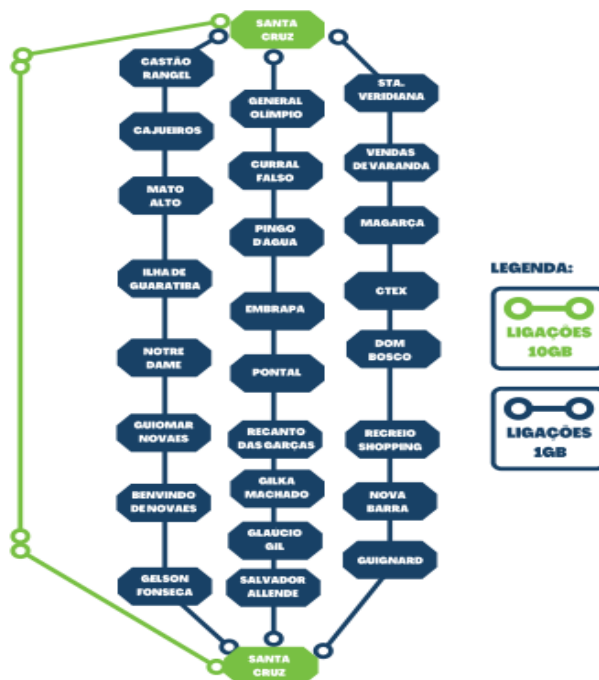 SANTA
CRUZ
CASTÃO
RANGEL
CAJUEIROS
MATO
ALTO
ILHA DE
GUARATIBA
NOTRE
DAME
GUIOMAR
NOVAES
BENVINDO
DE NOVAES
GELSON
FONSECA
GENERAL
OLÍMPIO
CURRAL
FALSO
PINGO
D'AGUA
EMBRAPA
PONTAL
RECANTO
DAS GARÇAS
GILKA
MACHADO
GLAUCIO
GIL
SALVADOR
ALLENDE
STA.
VERIDIANA
VENDAS
DE VARANDA
MAGARÇA
CTEX
DOM
BOSCO
RECREIO
SHOPPING
NOVA
BARRA
GUIGNARD
SANTA
CRUZ
LEGENDA:
LIGAÇÕES
10GB
LIGAÇÕES
1GB